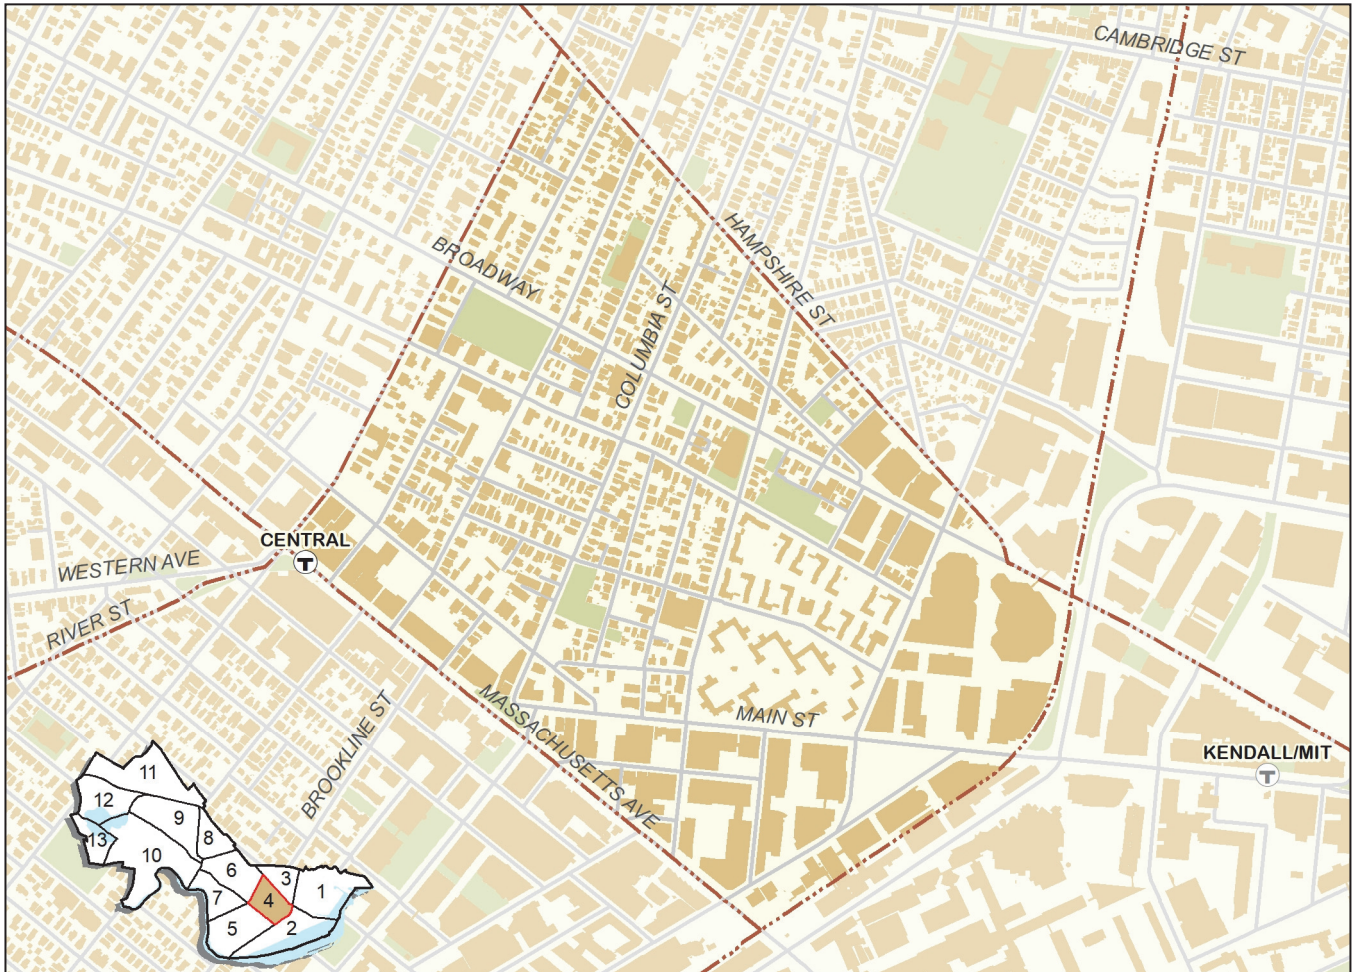 CAMBRIDGE ST
HAMPSHIRE ST
BROADWAY
COLUMBIA ST
CENTRAL
T
WESTERN AVE
RIVER ST
MASSACHUSETTS AVE
MAIN ST
BROOKLINE ST
KENDALL/MIT
T
11
12
9
8
13
10
6
3
1
7
4
5
2